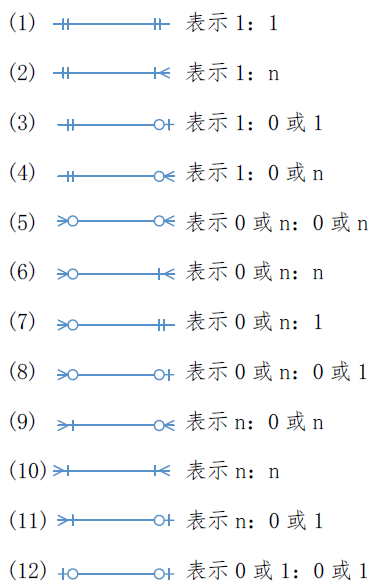 (1) 表示 1：1
(2) 表示 1：n
(3) 表示 1：0 或 1
(4) 表示 1：0 或 n
(5) 表示 0 或 n：0 或 n
(6) 表示 0 或 n：n
(7) 表示 0 或 n：1
(8) 表示 0 或 n：0 或 1
(9) 表示 n：0 或 n
(10) 表示 n：n
(11) 表示 n：0 或 1
(12) 表示 0 或 1：0 或 1